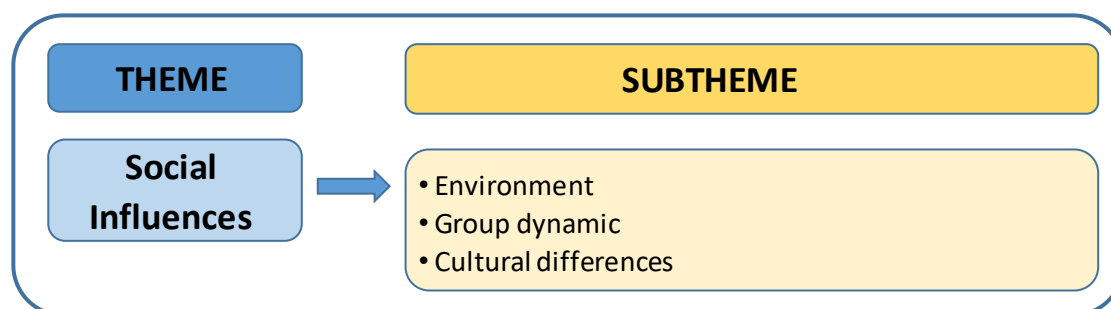 THEME
SUBTHEME
Social
Influences
• Environment
• Group dynamic
• Cultural differences